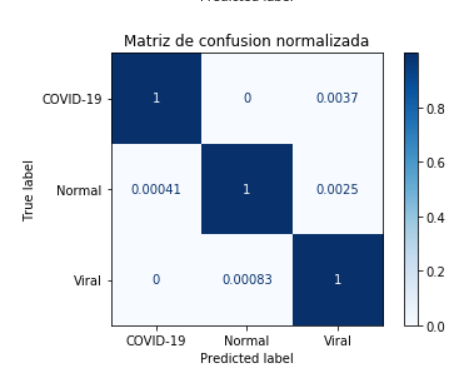 Predicted label
Matriz de confusion normalizada
COVID-19 1 0 0.0037
0.8
0.6
True label
Normal 0.00041 1 0.0025
0.4
0.2
Viral 0 0.00083 1
0.0
COVID-19 Normal Viral
Predicted label